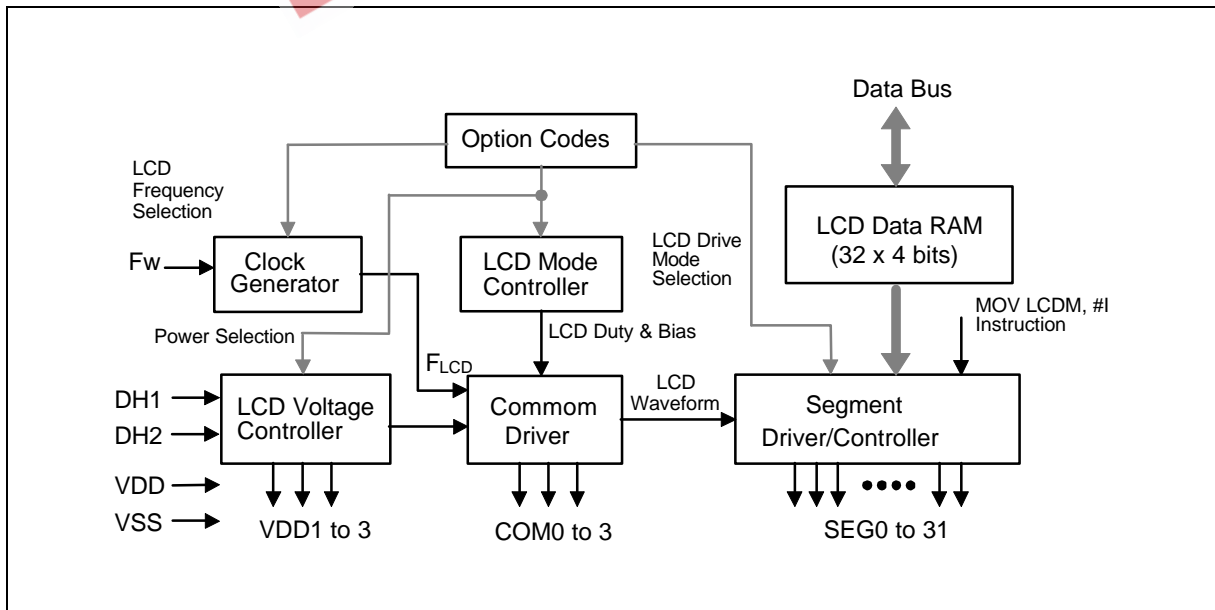 Data Bus
Option Codes
LCD
Frequency
Selection
LCD Data RAM
(32 x 4 bits)
Fw
Clock
Generator
LCD Mode
Controller
LCD Drive
Mode
Selection
MOV LCDM, #I
Instruction
Power Selection
LCD Duty & Bias
FLCD
DH1
DH2
LCD Voltage
Controller
Commom
Driver
LCD
Waveform
Segment
Driver/Controller
VDD
VSS
VDD1 to 3
COM0 to 3
SEG0 to 31